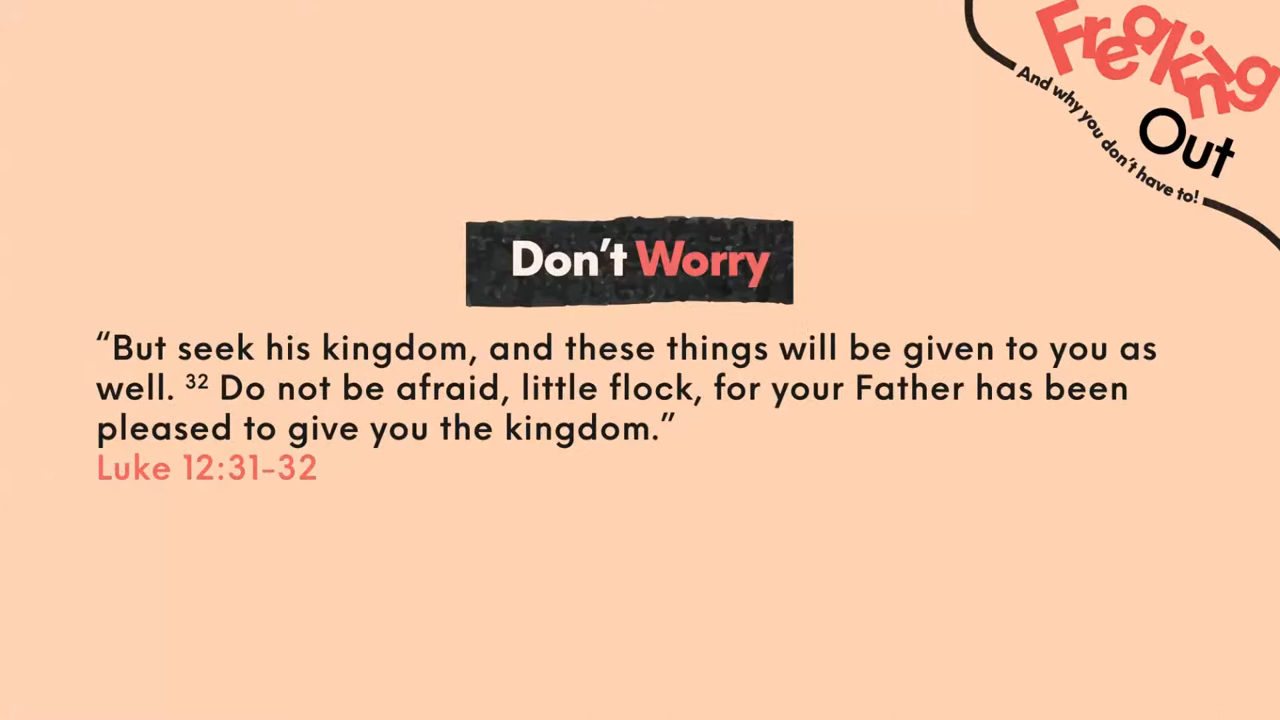 Freaking
Out
And why you don't have to!
Don't Worry
“But seek his kingdom, and these things will be given to you as
well. ³² Do not be afraid, little flock, for your Father has been
pleased to give you the kingdom.”
Luke 12:31-32